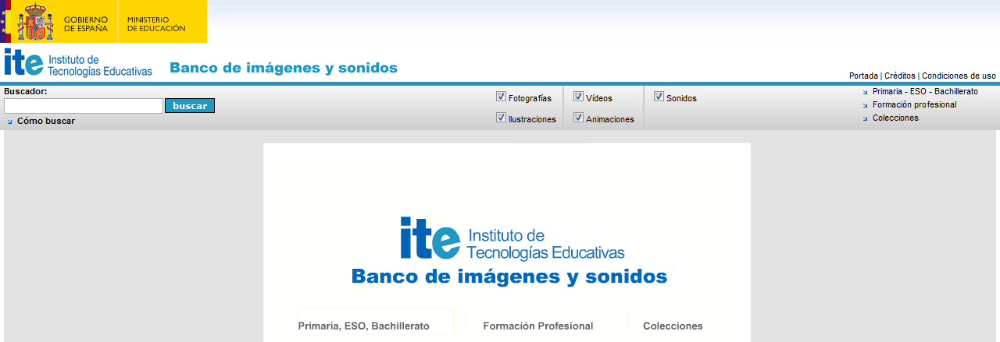 GOBIERNO
DE ESPAÑA
MINISTERIO
DE EDUCACIÓN
ite Instituto de
Tecnologías Educativas
Banco de imágenes y sonidos
Portada | Créditos | Condiciones de uso
Buscador:
buscar
Cómo buscar
Fotografías
Vídeos
Sonidos
Ilustraciones
Animaciones
Primaria - ESO - Bachillerato
Formación profesional
Colecciones
ite Instituto de
Tecnologías Educativas
Banco de imágenes y sonidos
Primaria, ESO, Bachillerato
Formación Profesional
Colecciones